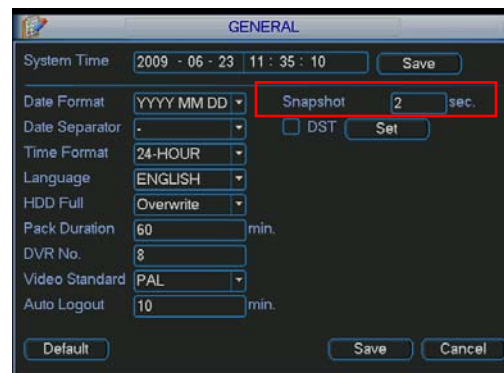 GENERAL
System Time 2009 - 06 - 23 11 : 35 : 10 Save
Date Format YYYY MM DD Snapshot 2 sec.
Date Separator - DST Set
Time Format 24-HOUR
Language ENGLISH
HDD Full Overwrite
Pack Duration 60 min.
DVR No. 8
Video Standard PAL
Auto Logout 10 min.
Default Save Cancel